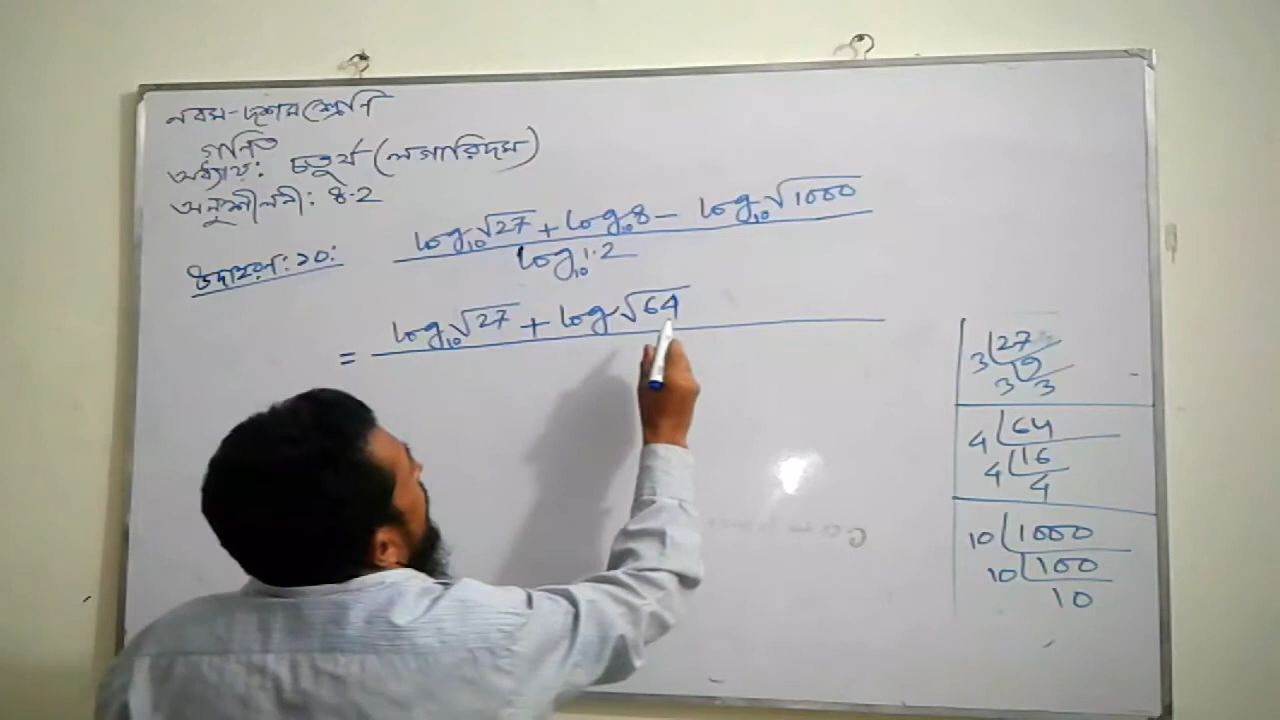 নবম-দশম শ্রেণি
গণিত
অধ্যায়: চতুর্থ (লগারিদম)
অনুশীলনী: ৪.2
উদাহরণ: ১০:
log₁₀√27 + log₁₀8 - log₁₀√1000
log₁₀1.2
= log₁₀√27 + log√64
3 27
3 9
3
4 64
4 16
4
10 1000
10 100
10